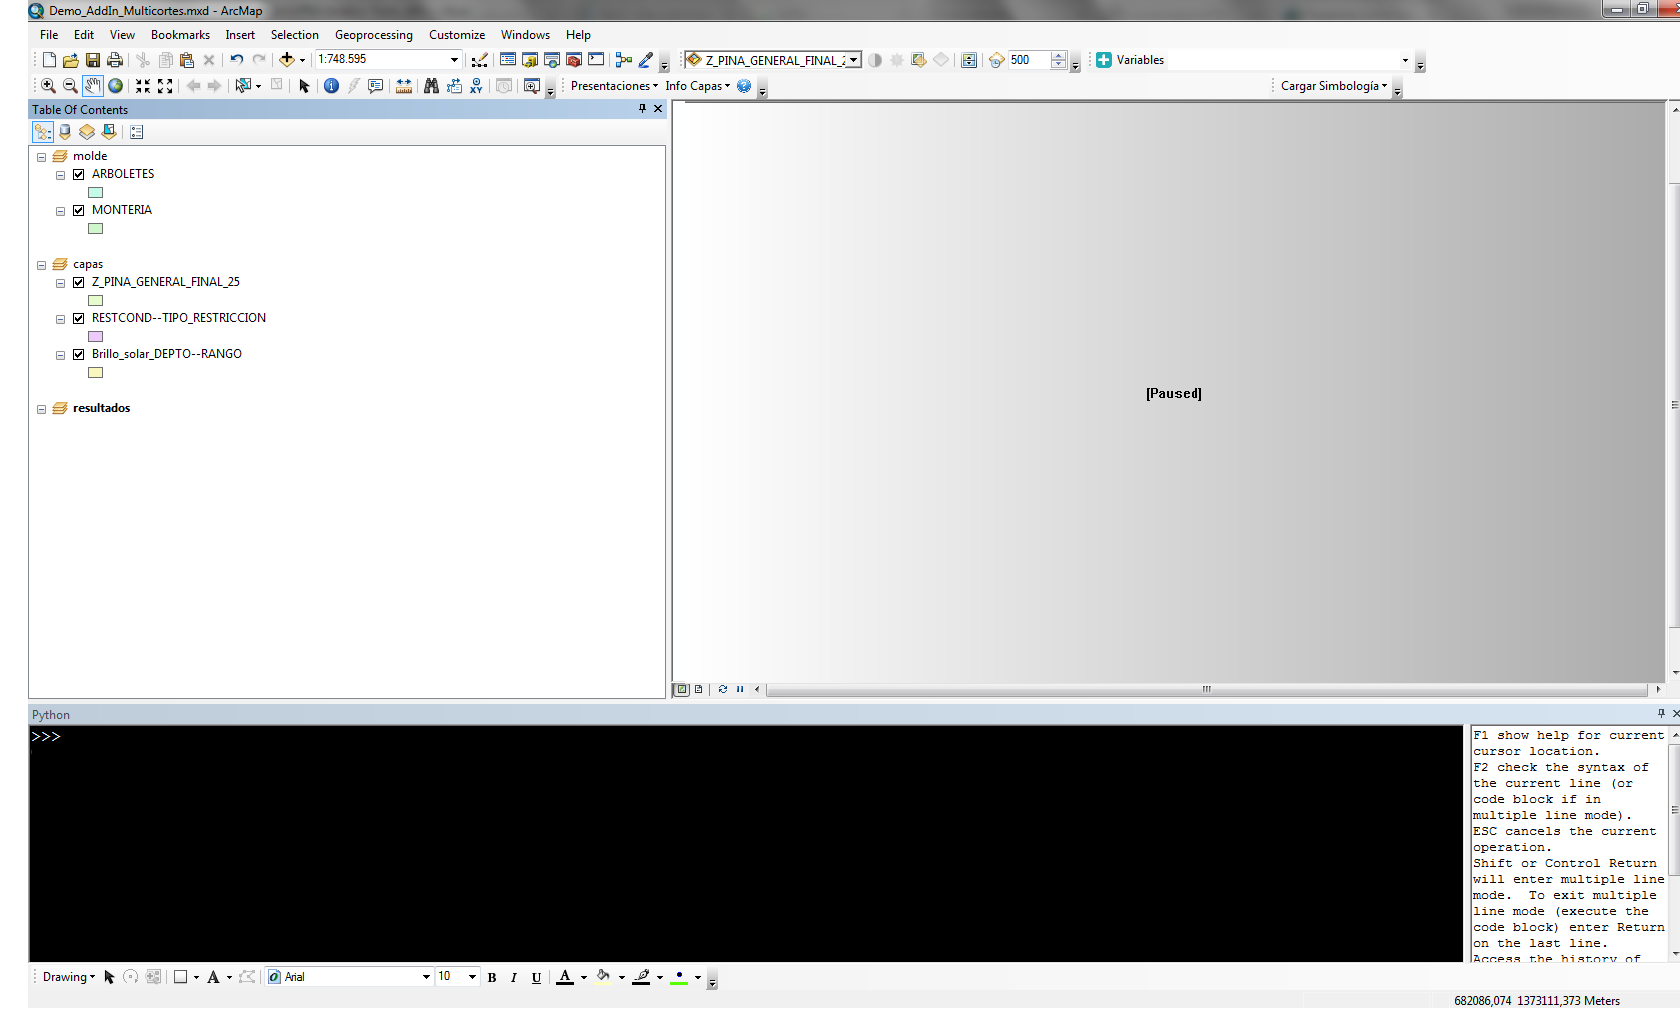 Demo_AddIn_Multicortes.mxd - ArcMap
File Edit View Bookmarks Insert Selection Geoprocessing Customize Windows Help
1:748.595
Z_PINA_GENERAL_FINAL_2
500
Variables
Presentaciones Info Capas
Cargar Simbología
Table Of Contents
molde
ARBOLETES
MONTERIA
capas
Z_PINA_GENERAL_FINAL_25
RESTCOND--TIPO_RESTRICCION
Brillo_solar_DEPTO--RANGO
resultados
[Paused]
Python
>>>
F1 show help for current
cursor location.
F2 check the syntax of
the current line (or
code block if in
multiple line mode).
ESC cancels the current
operation.
Shift or Control Return
will enter multiple line
mode.  To exit multiple
line mode (execute the
code block) enter Return
on the last line.
Access the history of
Drawing A Arial 10 B I U A
682086,074 1373111,373 Meters